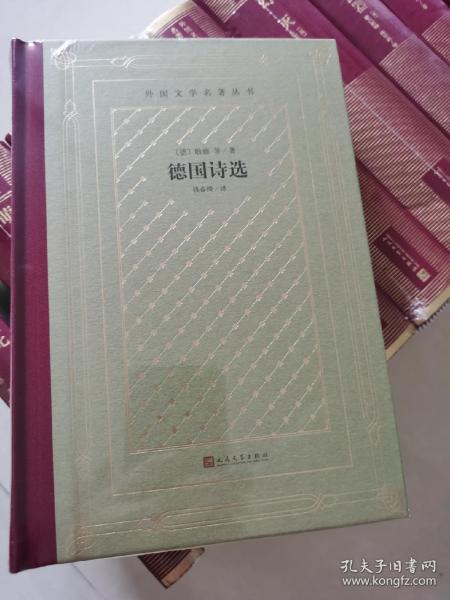 外国文学名著丛书
〔德〕歌德 等/著
德国诗选
钱春绮/译
人民文学出版社
孔夫子旧书网
www.kongfz.com